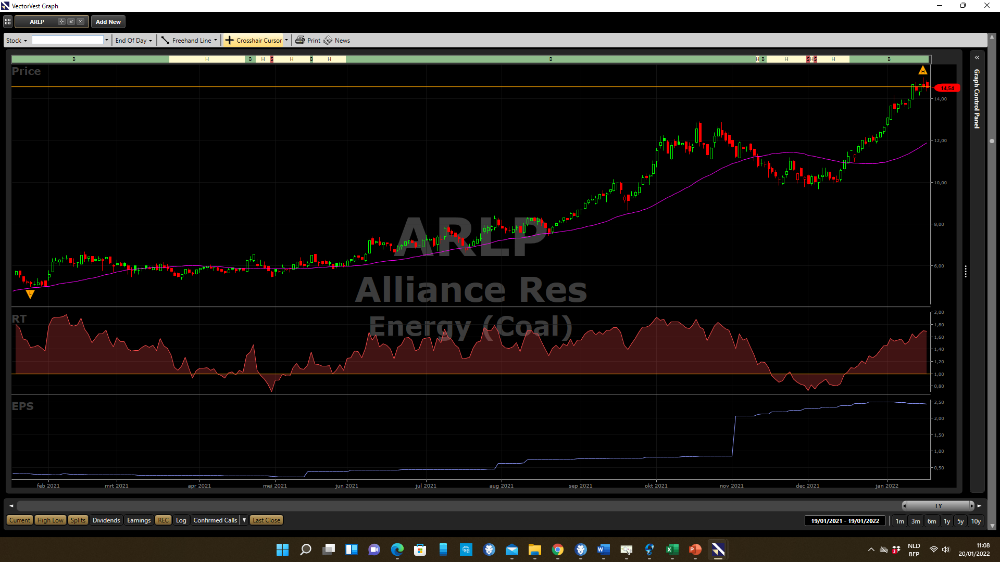 VectorVest Graph
ARLP
Add New
Stock
End Of Day
Freehand Line
Crosshair Cursor
Print
News
B H B H S H B H B H B H S H S H B
Price
H
14,54
14,00
12,00
10,00
8,00
6,00
L
ARLP
Alliance Res
Energy (Coal)
Graph Control Panel
RT
2,00
1,80
1,60
1,40
1,20
1,00
0,80
EPS
2,50
2,00
1,50
1,00
0,50
feb 2021 mrt 2021 apr 2021 mei 2021 jun 2021 jul 2021 aug 2021 sep 2021 okt 2021 nov 2021 dec 2021 jan 2022
1 Y
Current High Low Splits Dividends Earnings REC Log Confirmed Calls Last Close
19/01/2021 - 19/01/2022
1m 3m 6m 1y 5y 10y
3
NLD
BEP
11:08
20/01/2022